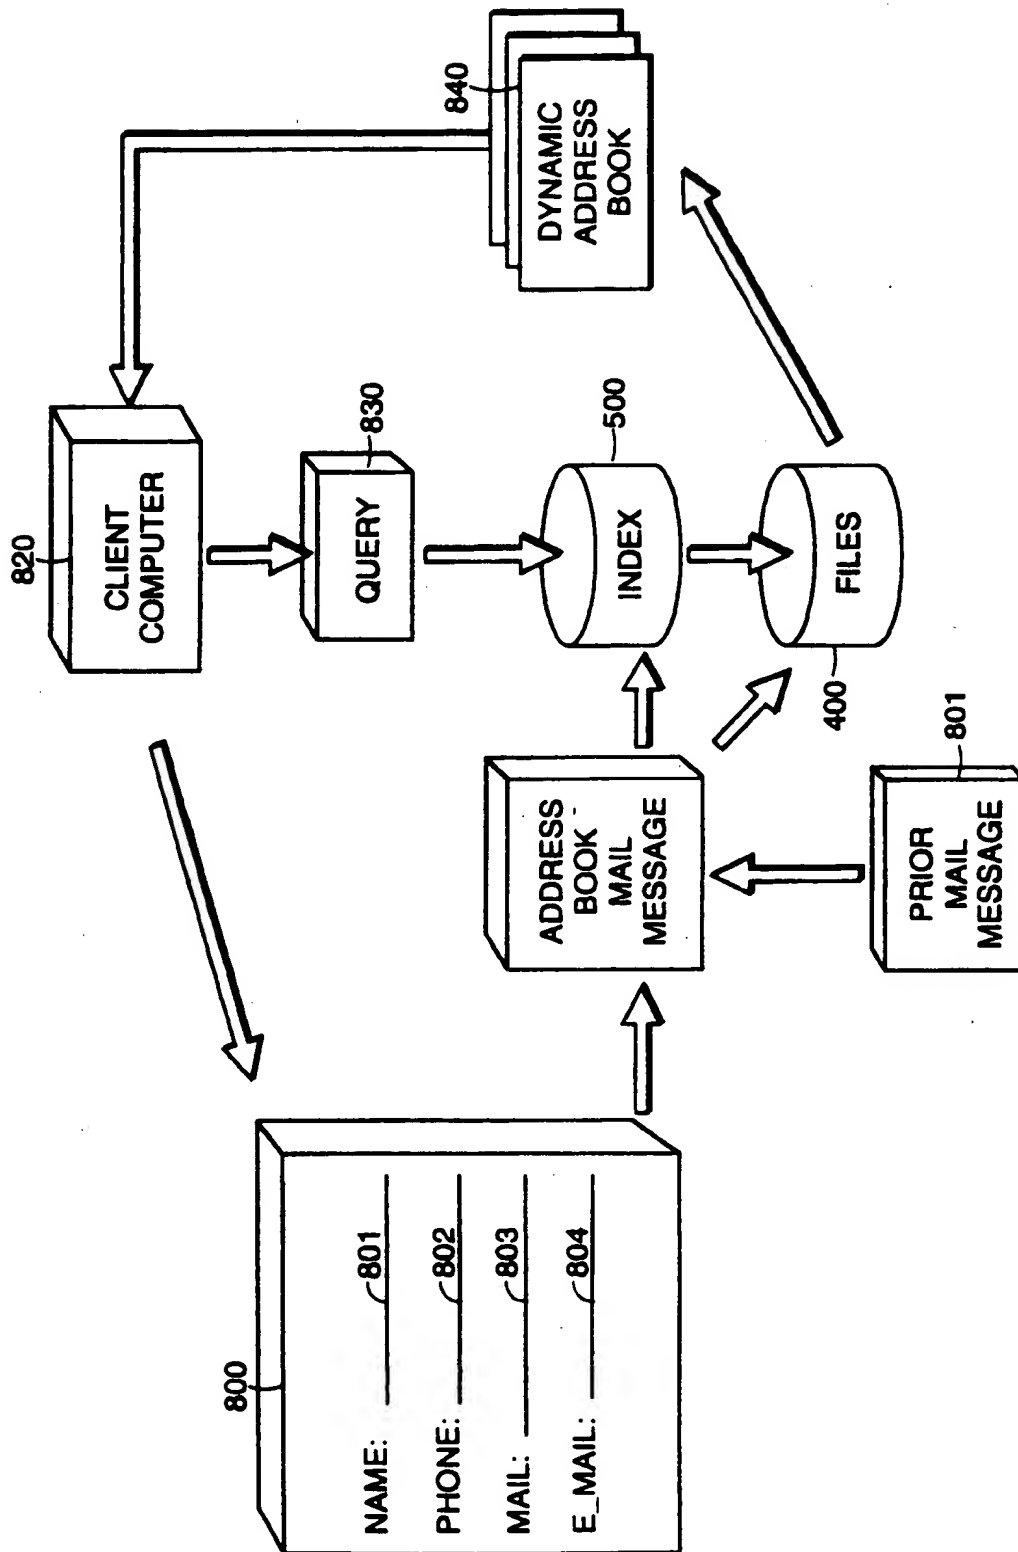 820
CLIENT
COMPUTER
830
QUERY
840
DYNAMIC
ADDRESS
BOOK
500
INDEX
FILES
400
800
NAME: 801
PHONE: 802
MAIL: 803
E_MAIL: 804
ADDRESS
BOOK
MAIL
MESSAGE
801
PRIOR
MAIL
MESSAGE